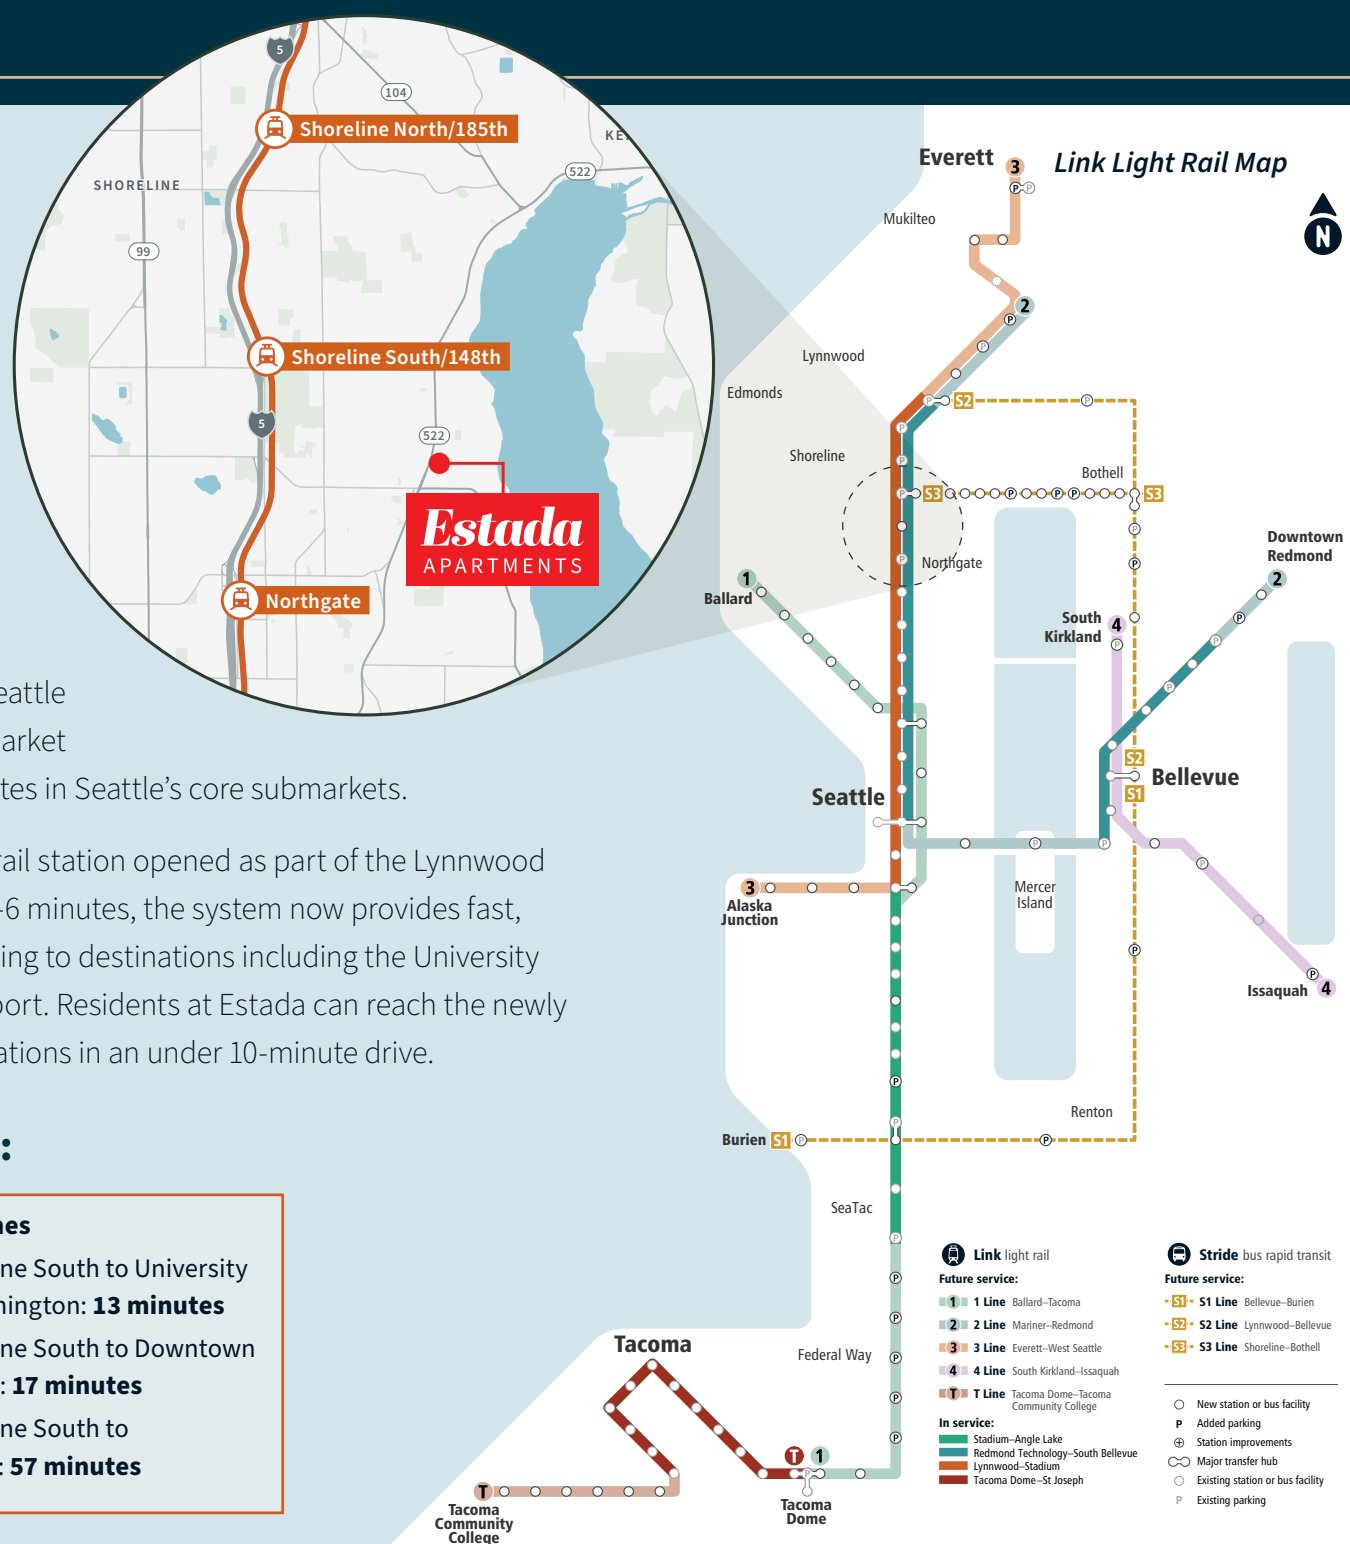 5
104
Shoreline North/185th
KE
522
SHORELINE
99
Shoreline South/148th
5
522
Estada
APARTMENTS
Northgate
eattle
arket
tes in Seattle's core submarkets.
rail station opened as part of the Lynnwood
-6 minutes, the system now provides fast,
ing to destinations including the University
port. Residents at Estada can reach the newly
ations in an under 10-minute drive.
:
nes
ne South to University
hington: 13 minutes
ne South to Downtown
: 17 minutes
ne South to
: 57 minutes
Link Light Rail Map
N
Everett
3
P P
Mukilteo
2
P
P
Lynnwood
Edmonds
P
S2
P
P
Shoreline
P
Bothell
P
S3
P
P
P
S3
P
Downtown
Redmond
P
Northgate
P
1
Ballard
2
South
Kirkland
4
P
P
P
P
S2
Bellevue
S1
Seattle
P
P
P
3
Alaska
Junction
Mercer
Island
P
P
Issaquah
4
P
Renton
P
Burien
S1
P
P
SeaTac
P
P
P
Federal Way
P
P
P
Tacoma
T
1
P
T
Tacoma
Community
College
Tacoma
Dome
Link light rail
Future service:
1
1 Line Ballard–Tacoma
2
2 Line Mariner–Redmond
3
3 Line Everett–West Seattle
4
4 Line South Kirkland–Issaquah
T
T Line Tacoma Dome–Tacoma
Community College
In service:
Stadium–Angle Lake
Redmond Technology–South Bellevue
Lynnwood–Stadium
Tacoma Dome–St Joseph
Stride bus rapid transit
Future service:
S1
S1 Line Bellevue–Burien
S2
S2 Line Lynnwood–Bellevue
S3
S3 Line Shoreline–Bothell
New station or bus facility
P
Added parking
Station improvements
Major transfer hub
Existing station or bus facility
P
Existing parking